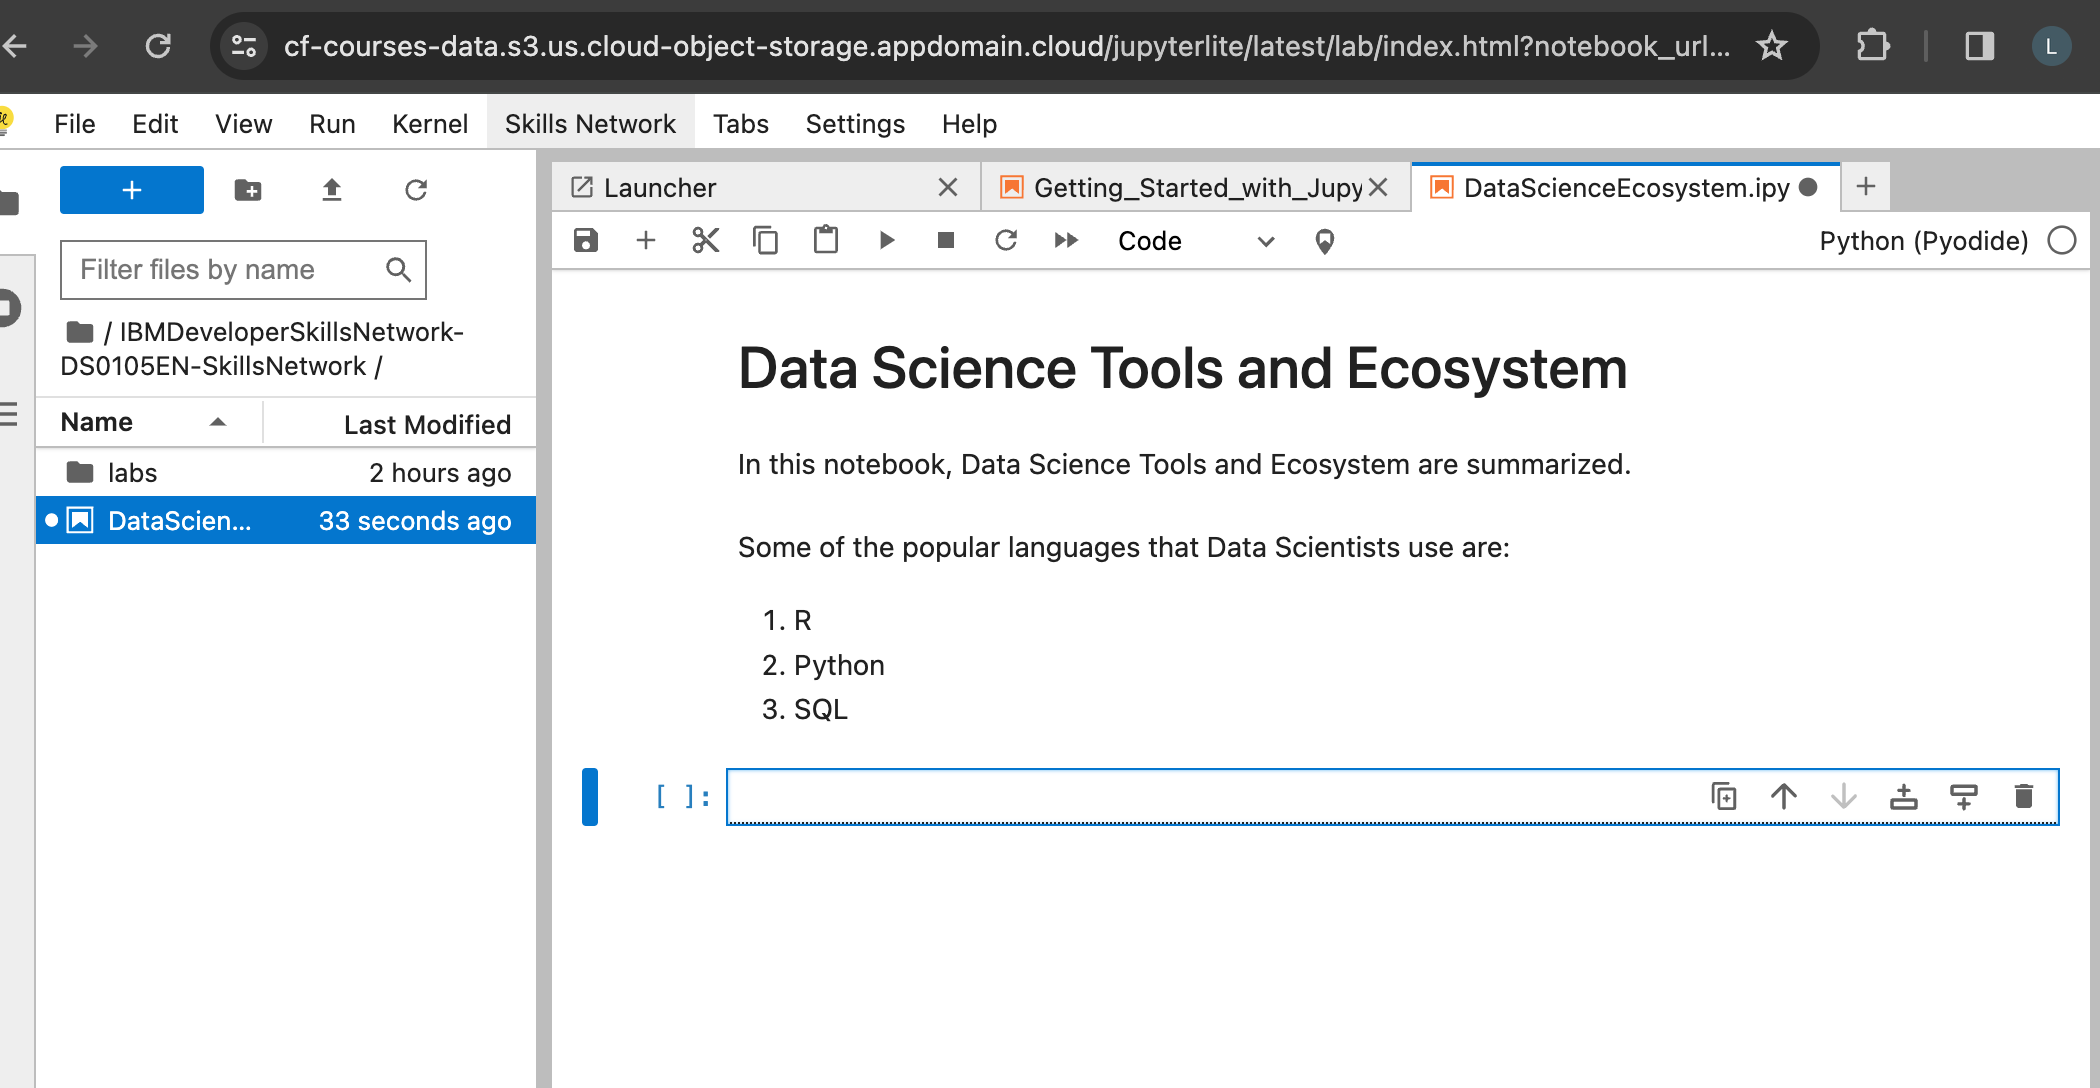 cf-courses-data.s3.us.cloud-object-storage.appdomain.cloud/jupyterlite/latest/lab/index.html?notebook_url...
L
File Edit View Run Kernel Skills Network Tabs Settings Help
+
Launcher
Getting_Started_with_Jupy
DataScienceEcosystem.ipy
Code
Python (Pyodide)
Filter files by name
/ IBMDeveloperSkillsNetwork-
DS0105EN-SkillsNetwork /
Name Last Modified
labs 2 hours ago
DataScien... 33 seconds ago
Data Science Tools and Ecosystem
In this notebook, Data Science Tools and Ecosystem are summarized.
Some of the popular languages that Data Scientists use are:
1. R
2. Python
3. SQL
[ ]: